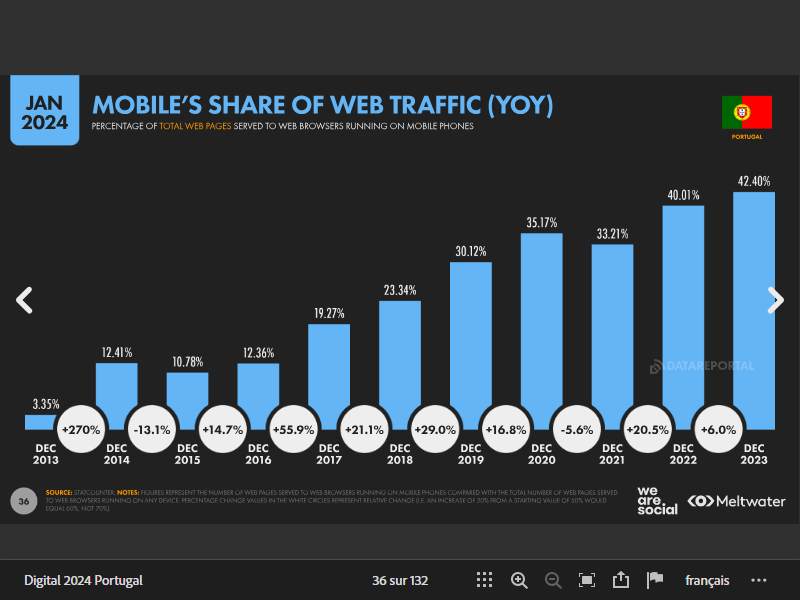 JAN
2024
MOBILE'S SHARE OF WEB TRAFFIC (YOY)
PERCENTAGE OF TOTAL WEB PAGES SERVED TO WEB BROWSERS RUNNING ON MOBILE PHONES
PORTUGAL
3.35%
12.41%
10.78%
12.36%
19.27%
23.34%
30.12%
35.17%
33.21%
40.01%
42.40%
DATAREPORTAL
+270%
-13.1%
+14.7%
+55.9%
+21.1%
+29.0%
+16.8%
-5.6%
+20.5%
+6.0%
DEC 2013
DEC 2014
DEC 2015
DEC 2016
DEC 2017
DEC 2018
DEC 2019
DEC 2020
DEC 2021
DEC 2022
DEC 2023
36
SOURCE: STATCOUNTER. NOTES: FIGURES REPRESENT THE NUMBER OF WEB PAGES SERVED TO WEB BROWSERS RUNNING ON MOBILE PHONES COMPARED WITH THE TOTAL NUMBER OF WEB PAGES SERVED
TO WEB BROWSERS RUNNING ON ANY DEVICE. PERCENTAGE CHANGE VALUES IN THE WHITE CIRCLES REPRESENT RELATIVE CHANGE (I.E. AN INCREASE OF 20% FROM A STARTING VALUE OF 50% WOULD
EQUAL 60%, NOT 70%).
we
are.
social
Meltwater
Digital 2024 Portugal
36 sur 132
français